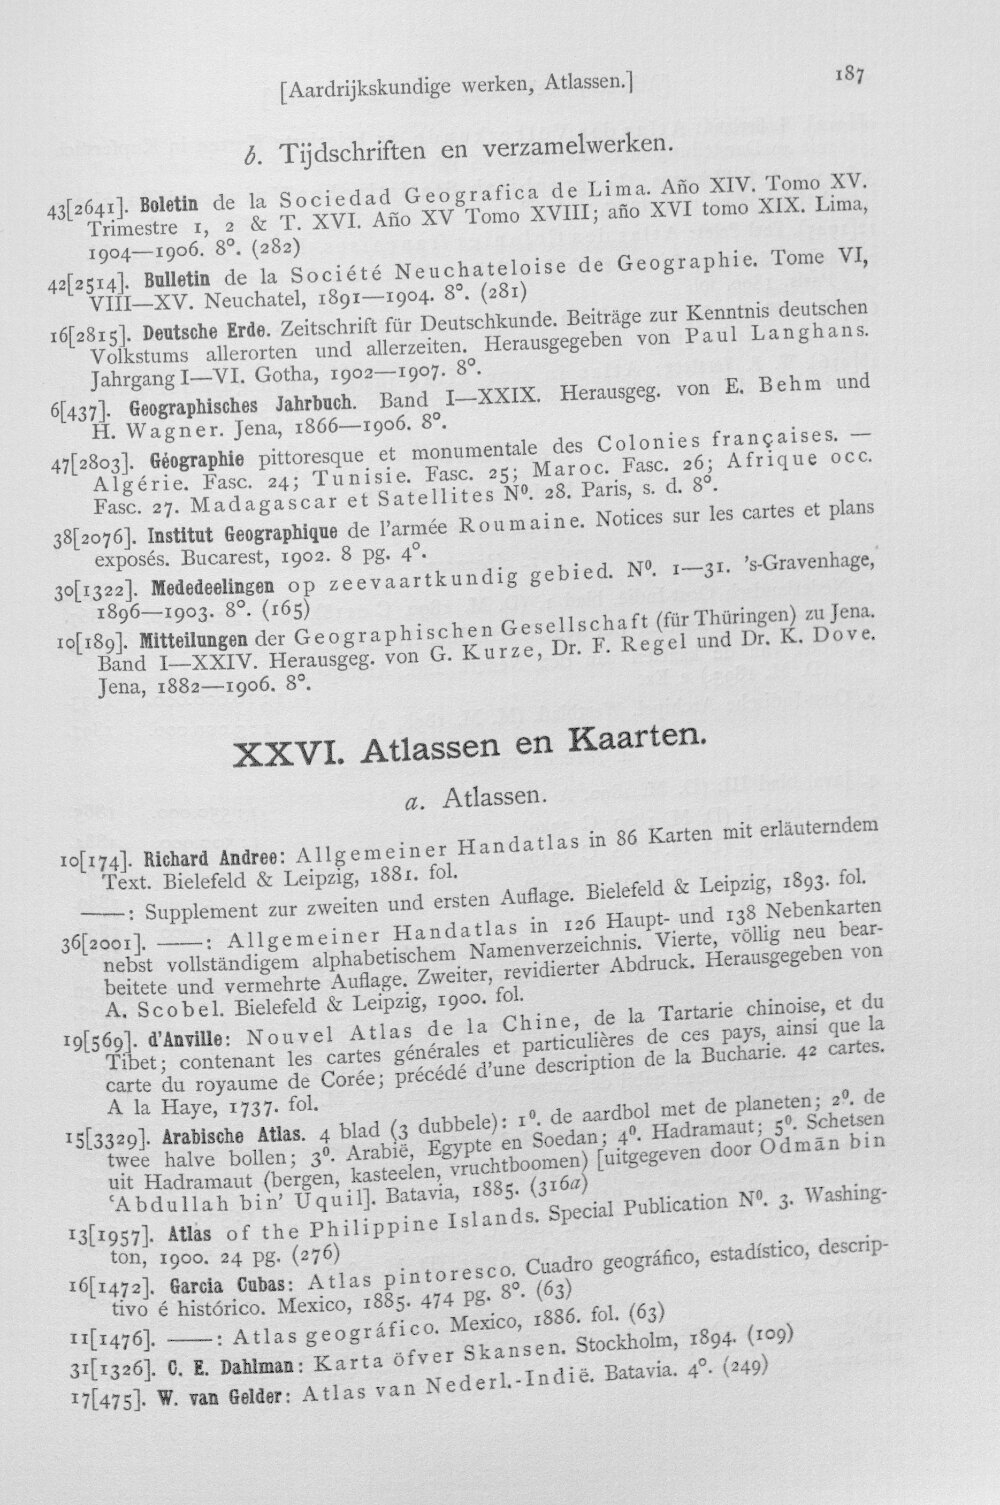 [Aardrijkskundige werken, Atlassen.] 187
b. Tijdschriften en verzamelwerken.
43[2641]. Boletin de la Sociedad Geografica de Lima. Año XIV. Tomo XV.
Trimestre 1, 2 & T. XVI. Año XV Tomo XVIII; año XVI tomo XIX. Lima,
1904—1906. 8°. (282)
42[2514]. Bulletin de la Société Neuchateloise de Geographie. Tome VI,
VIII—XV. Neuchatel, 1891—1904. 8°. (281)
16[2815]. Deutsche Erde. Zeitschrift für Deutschkunde. Beiträge zur Kenntnis deutschen
Volkstums allerorten und allerzeiten. Herausgegeben von Paul Langhans.
Jahrgang I—VI. Gotha, 1902—1907. 8°.
6[437]. Geographisches Jahrbuch. Band I—XXIX. Herausgeg. von E. Behm und
H. Wagner. Jena, 1866—1906. 8°.
47[2803]. Géographie pittoresque et monumentale des Colonies françaises. —
Algérie. Fasc. 24; Tunisie. Fasc. 25; Maroc. Fasc. 26; Afrique occ.
Fasc. 27. Madagascar et Satellites N°. 28. Paris, s. d. 8°.
38[2076]. Institut Geographique de l'armée Roumaine. Notices sur les cartes et plans
exposés. Bucarest, 1902. 8 pg. 4°.
30[1322]. Mededeelingen op zeevaartkundig gebied. N°. 1—31. 's-Gravenhage,
1896—1903. 8°. (165)
10[189]. Mitteilungen der Geographischen Gesellschaft (für Thüringen) zu Jena.
Band I—XXIV. Herausgeg. von G. Kurze, Dr. F. Regel und Dr. K. Dove.
Jena, 1882—1906. 8°.
XXVI. Atlassen en Kaarten.
a. Atlassen.
10[174]. Richard Andree: Allgemeiner Handatlas in 86 Karten mit erläuterndem
Text. Bielefeld & Leipzig, 1881. fol.
——: Supplement zur zweiten und ersten Auflage. Bielefeld & Leipzig, 1893. fol.
36[2001]. ——: Allgemeiner Handatlas in 126 Haupt- und 138 Nebenkarten
nebst vollständigem alphabetischem Namenverzeichnis. Vierte, völlig neu bear-
beitete und vermehrte Auflage. Zweiter, revidierter Abdruck. Herausgegeben von
A. Scobel. Bielefeld & Leipzig, 1900. fol.
19[569]. d'Anville: Nouvel Atlas de la Chine, de la Tartarie chinoise, et du
Tibet; contenant les cartes générales et particulières de ces pays, ainsi que la
carte du royaume de Corée; précédé d'une description de la Bucharie. 42 cartes.
A la Haye, 1737. fol.
15[3329]. Arabische Atlas. 4 blad (3 dubbele): 1°. de aardbol met de planeten; 2°. de
twee halve bollen; 3°. Arabië, Egypte en Soedan; 4°. Hadramaut; 5°. Schetsen
uit Hadramaut (bergen, kasteelen, vruchtboomen) [uitgegeven door Odmān bin
'Abdullah bin' Uquil]. Batavia, 1885. (316a)
13[1957]. Atlas of the Philippine Islands. Special Publication N°. 3. Washing-
ton, 1900. 24 pg. (276)
16[1472]. Garcia Cubas: Atlas pintoresco. Cuadro geográfico, estadístico, descrip-
tivo é histórico. Mexico, 1885. 474 pg. 8°. (63)
11[1476]. ——: Atlas geográfico. Mexico, 1886. fol. (63)
31[1326]. C. E. Dahlman: Karta öfver Skansen. Stockholm, 1894. (109)
17[475]. W. van Gelder: Atlas van Nederl.-Indië. Batavia. 4°. (249)